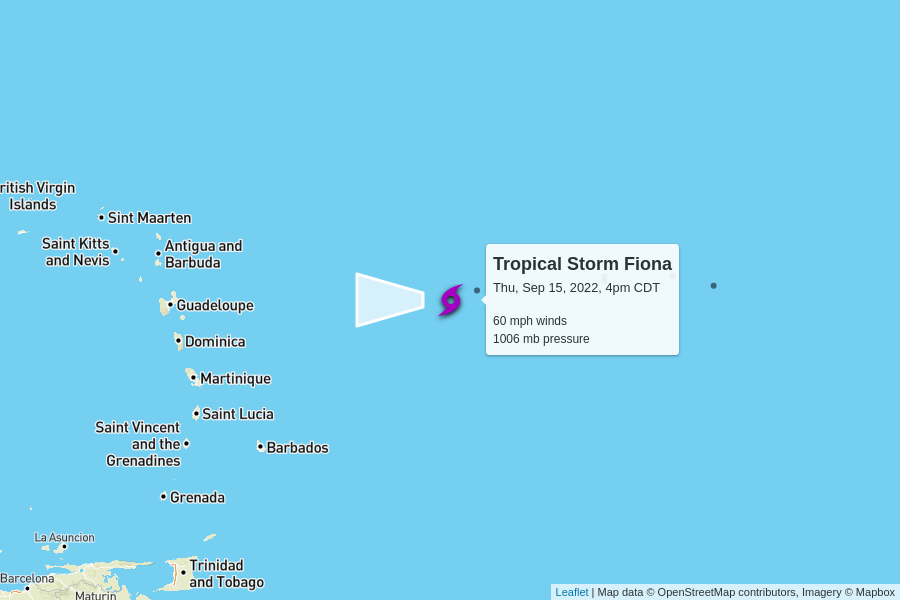 ritish Virgin
Islands
Sint Maarten
Saint Kitts
and Nevis
Antigua and
Barbuda
Tropical Storm Fiona
Thu, Sep 15, 2022, 4pm CDT
60 mph winds
1006 mb pressure
Guadeloupe
Dominica
Martinique
Saint Lucia
Saint Vincent
and the
Grenadines
Barbados
Grenada
La Asuncion
Trinidad
and Tobago
Barcelona
Maturin
Leaflet | Map data © OpenStreetMap contributors, Imagery © Mapbox